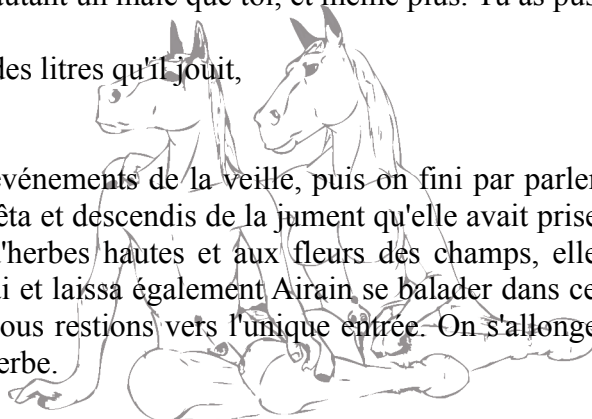 autant un mâle que toi, et même plus. Tu as pus
des litres qu'il jouit,
événements de la veille, puis on fini par parler
êta et descendis de la jument qu'elle avait prise
d'herbes hautes et aux fleurs des champs, elle
i et laissa également Airain se balader dans ce
ous restions vers l'unique entrée. On s'allonge
erbe.